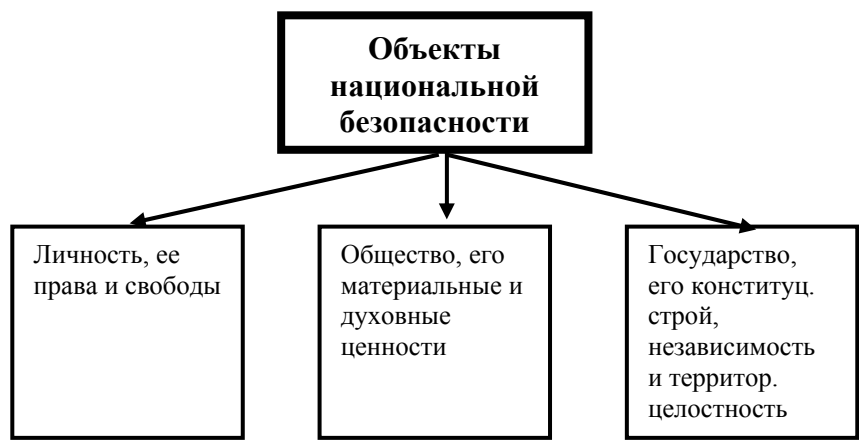 Объекты
национальной
безопасности
Личность, ее
права и свободы
Общество, его
материальные и
духовные
ценности
Государство,
его конституц.
строй,
независимость
и территор.
целостность